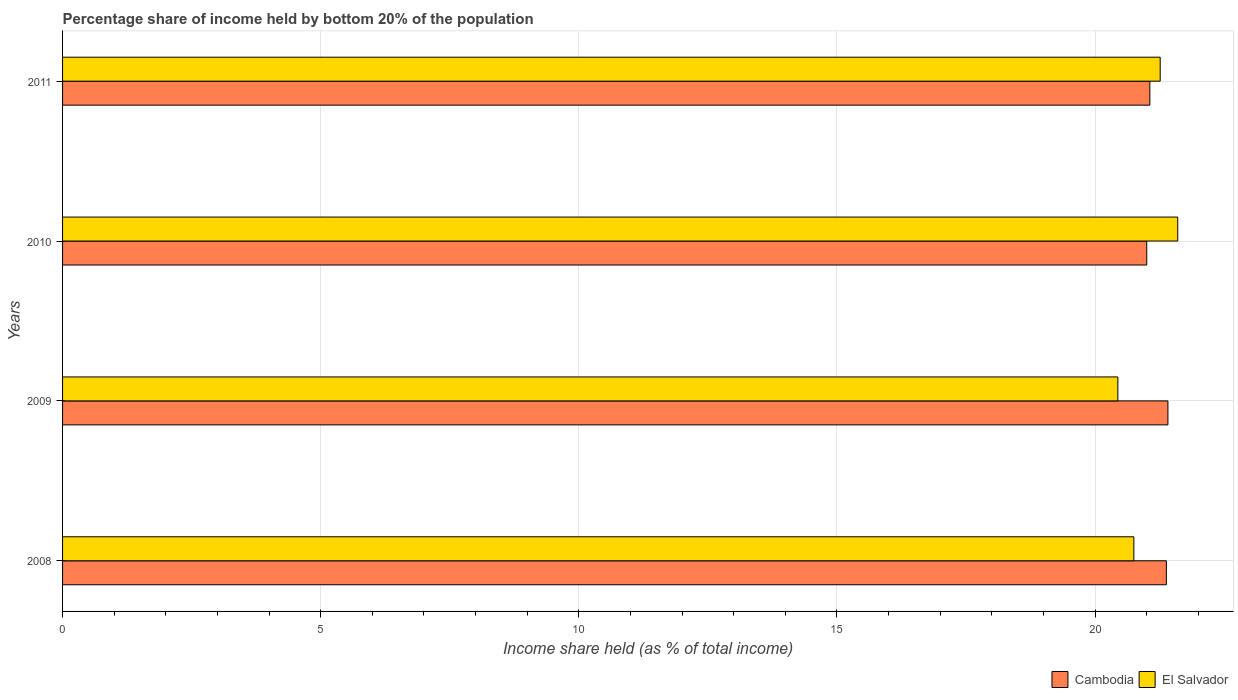 Percentage share of income held by bottom 20% of the population
2011
2010
2009
2008
Years
0
5
10
15
20
Income share held (as % of total income)
Cambodia
El Salvador